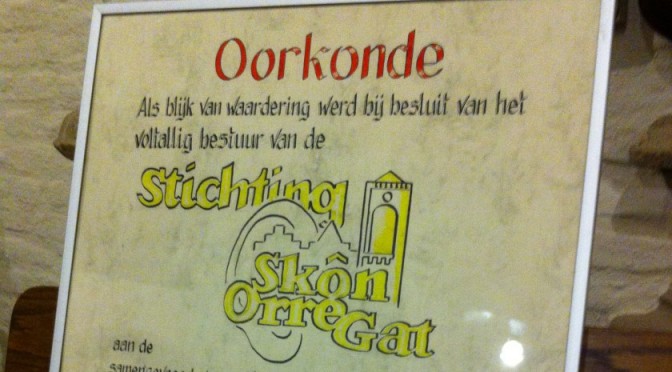 Oorkonde
Als blijk van waardering werd bij besluit van het
voltallig bestuur van de
Stichting
Skôn
Orregat
aan de